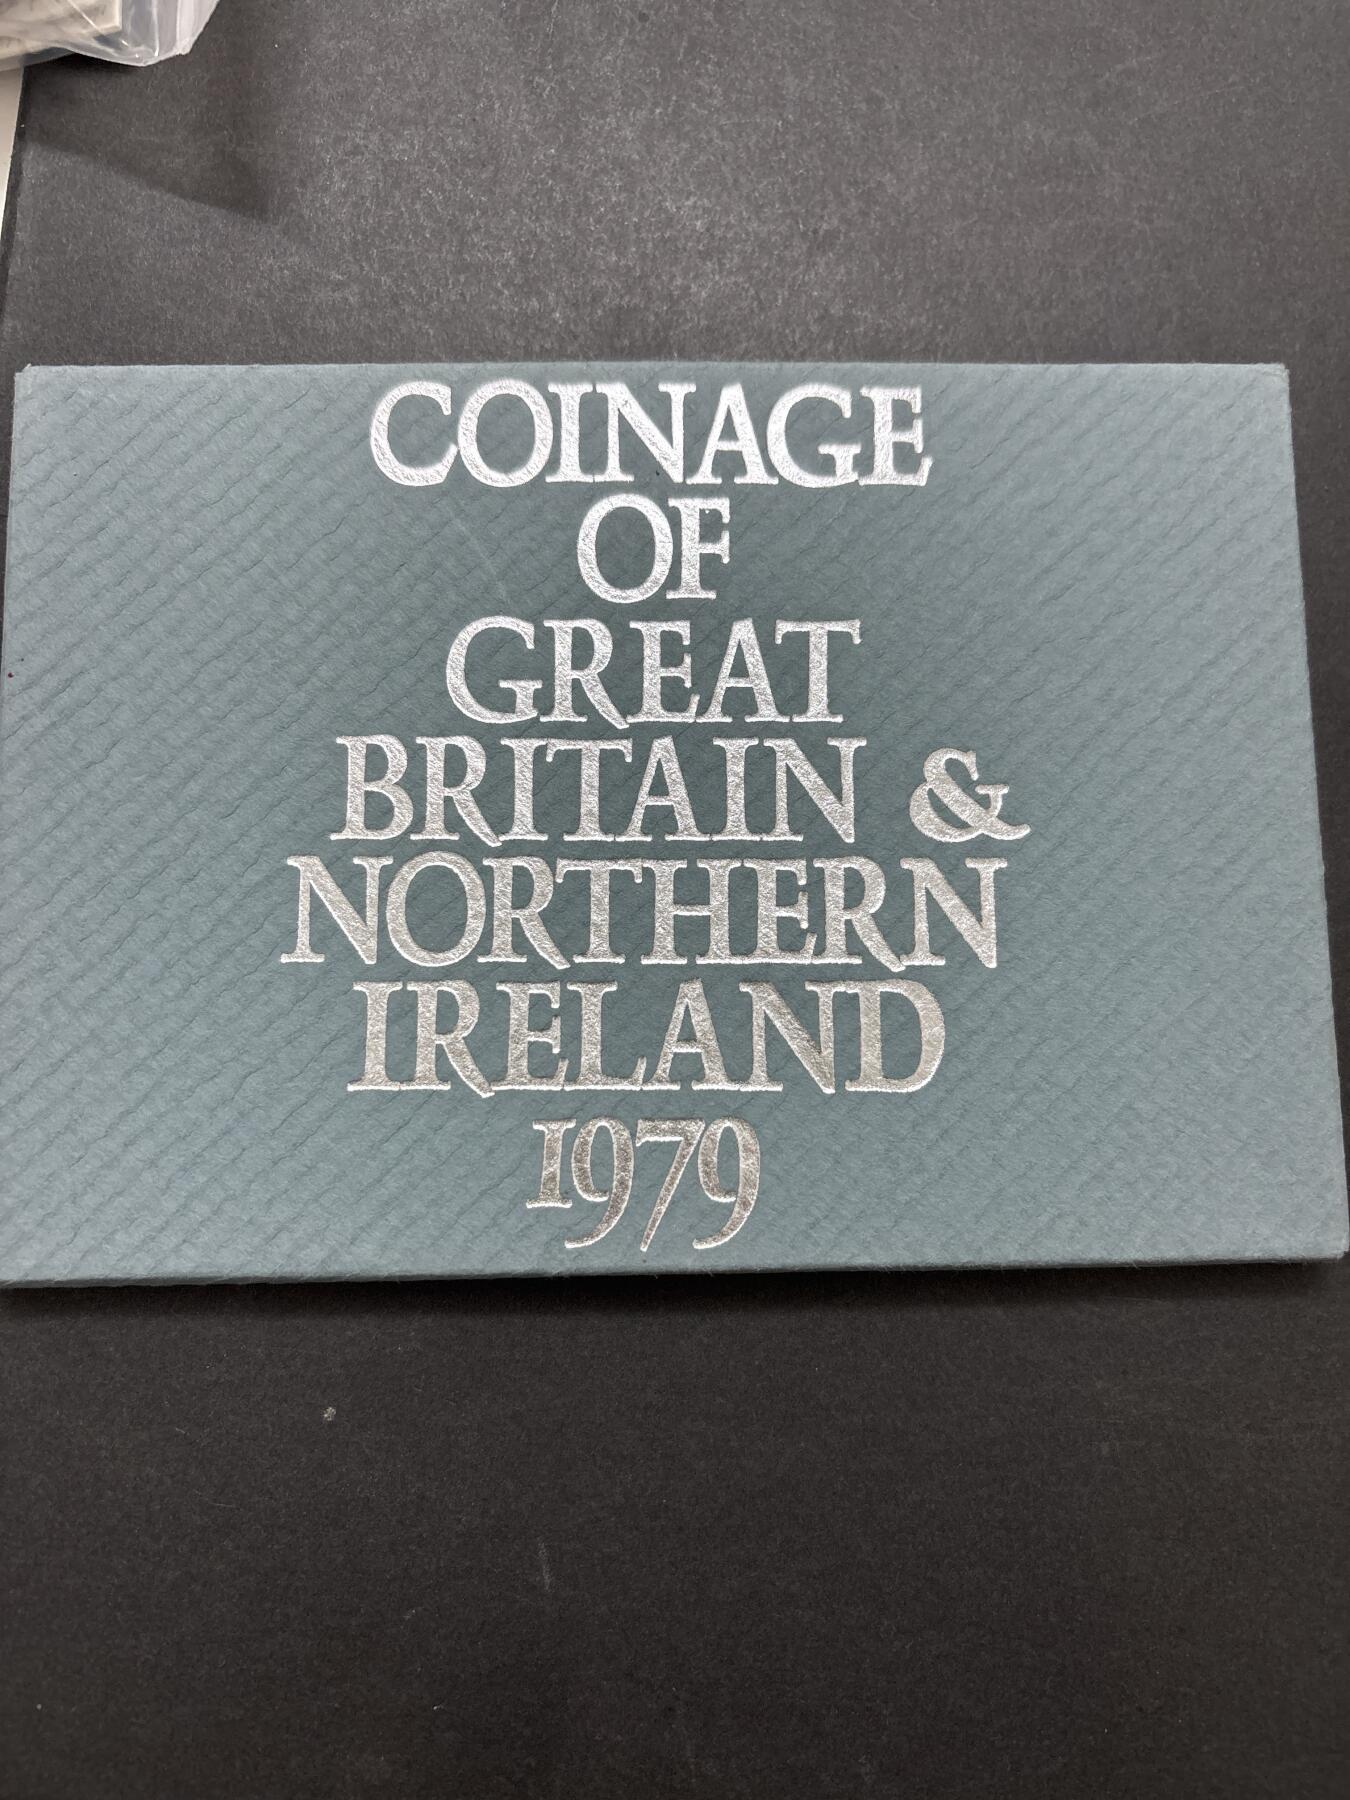 COINAGE
OF
GREAT
BRITAIN &
NORTHERN
IRELAND
1979